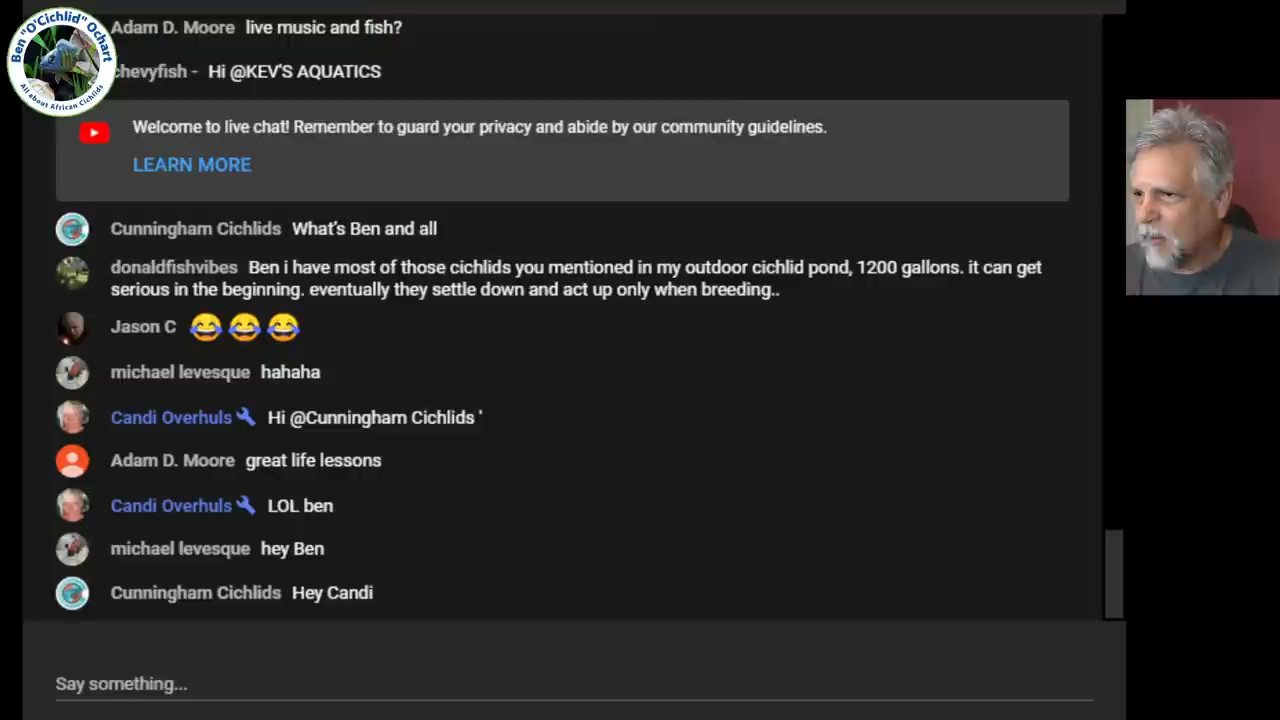 Ben "O'Cichlid" Ochart
All about African Cichlids
Adam D. Moore live music and fish?
chevyfish - Hi @KEV'S AQUATICS
Welcome to live chat! Remember to guard your privacy and abide by our community guidelines.
LEARN MORE
Cunningham Cichlids What's Ben and all
donaldfishvibes Ben i have most of those cichlids you mentioned in my outdoor cichlid pond, 1200 gallons. it can get
serious in the beginning. eventually they settle down and act up only when breeding..
Jason C 😂😂😂
michael levesque hahaha
Candi Overhuls Hi @Cunningham Cichlids '
Adam D. Moore great life lessons
Candi Overhuls LOL ben
michael levesque hey Ben
Cunningham Cichlids Hey Candi
Say something...